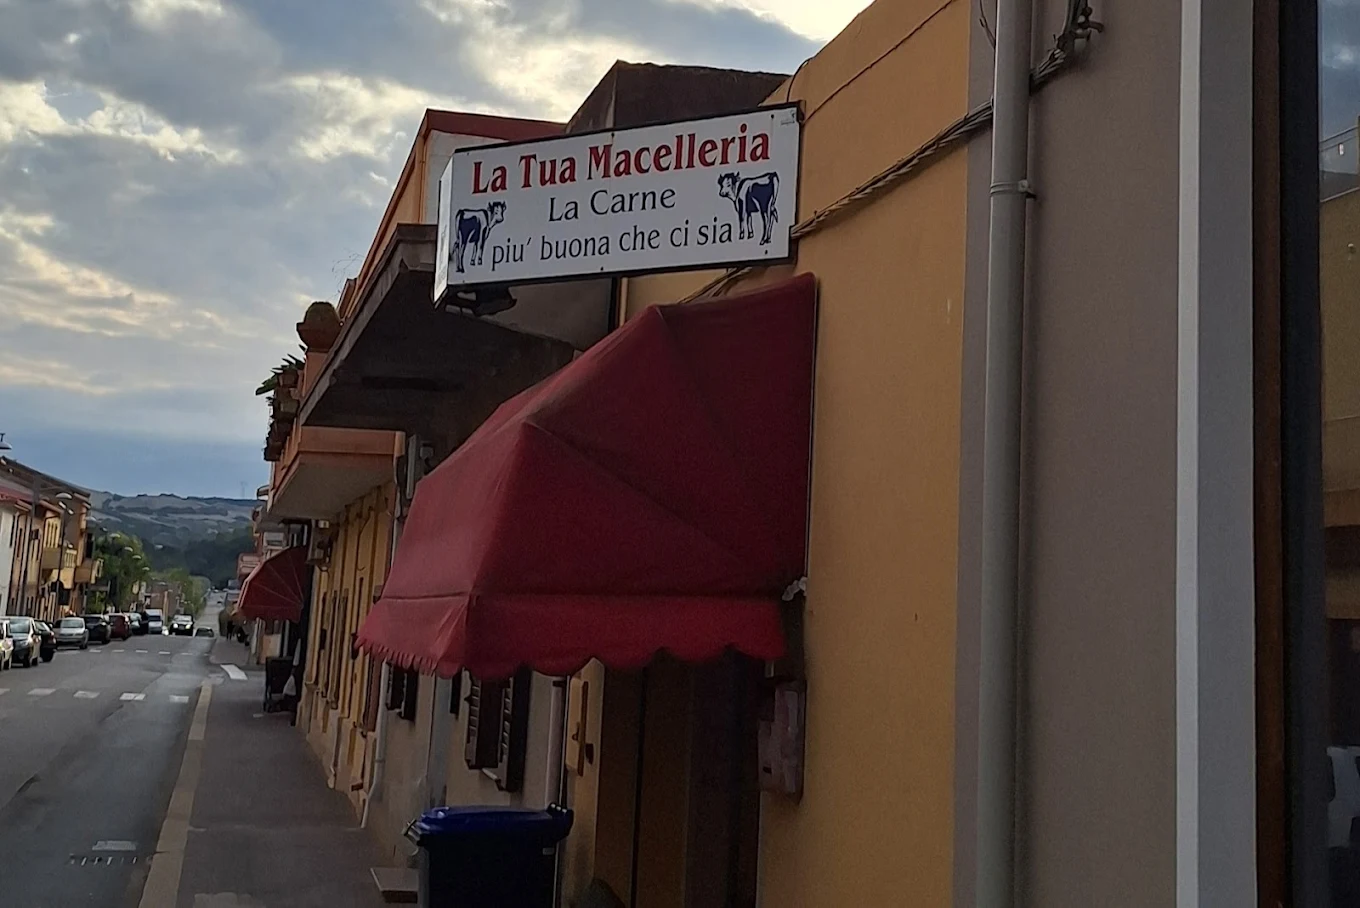 La Tua Macelleria
La Carne
piu' buona che ci sia